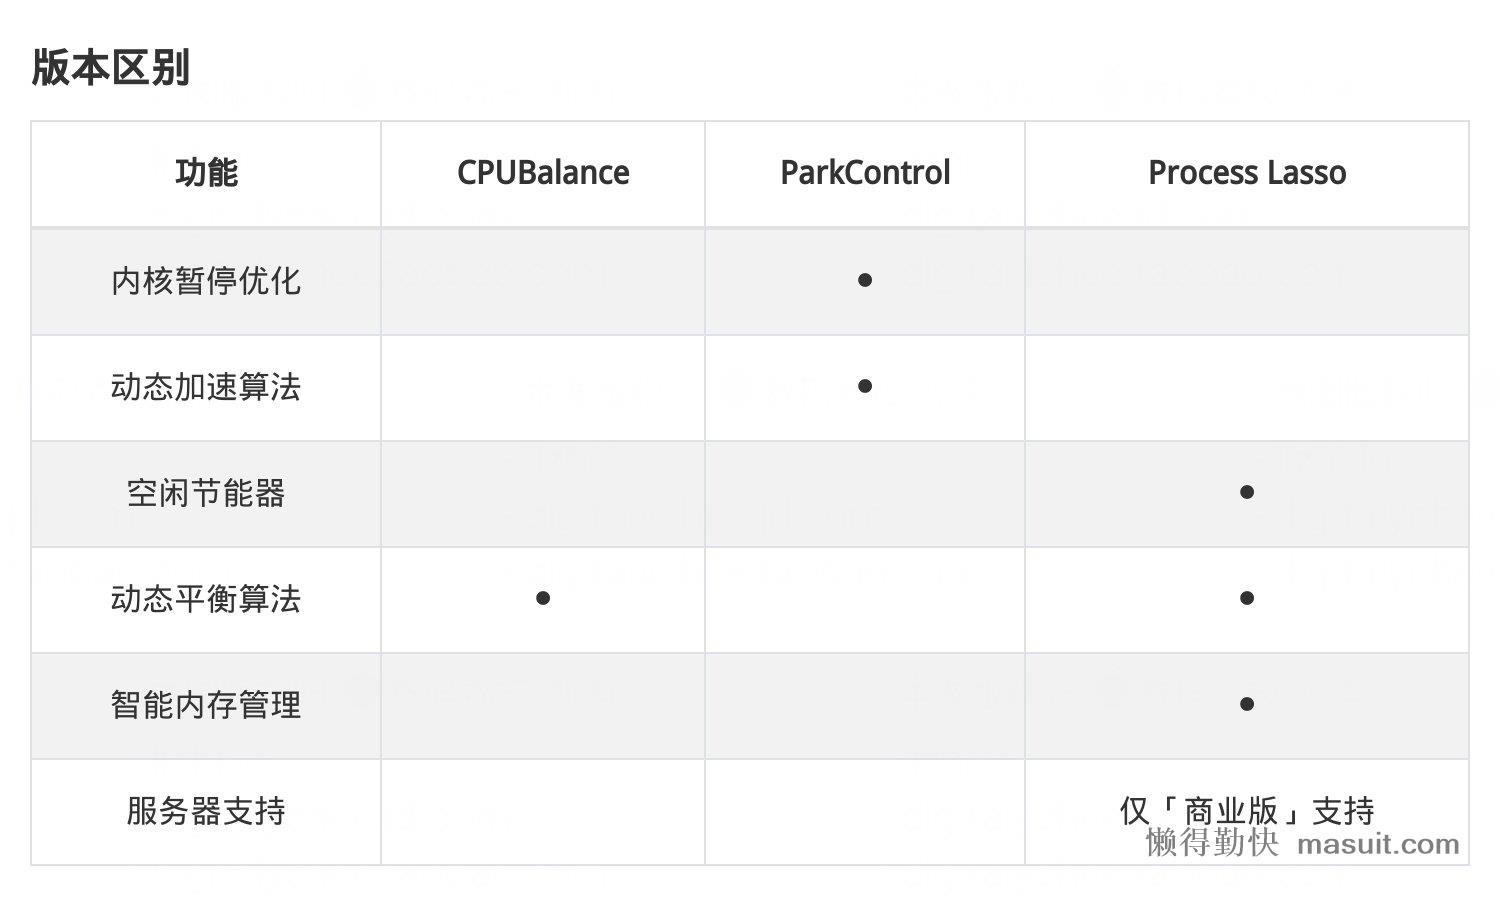 版本区别
功能 CPUBalance ParkControl Process Lasso
内核暂停优化 •
动态加速算法 •
空闲节能器 •
动态平衡算法 • •
智能内存管理 •
服务器支持 仅「商业版」支持
懒得勤快 masuit.com